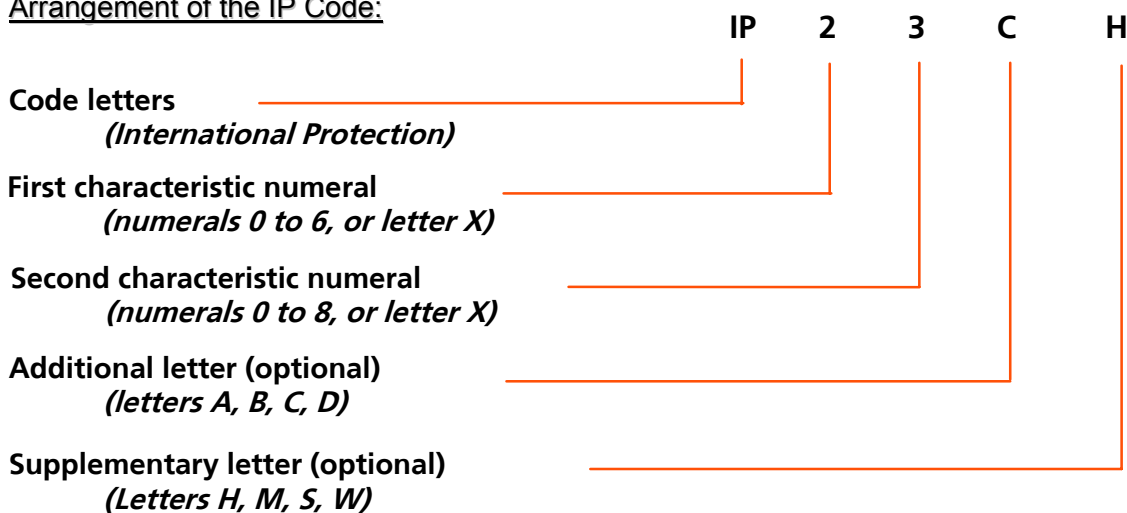 Arrangement of the IP Code:
IP 2 3 C H
Code letters
(International Protection)
First characteristic numeral
(numerals 0 to 6, or letter X)
Second characteristic numeral
(numerals 0 to 8, or letter X)
Additional letter (optional)
(letters A, B, C, D)
Supplementary letter (optional)
(Letters H, M, S, W)